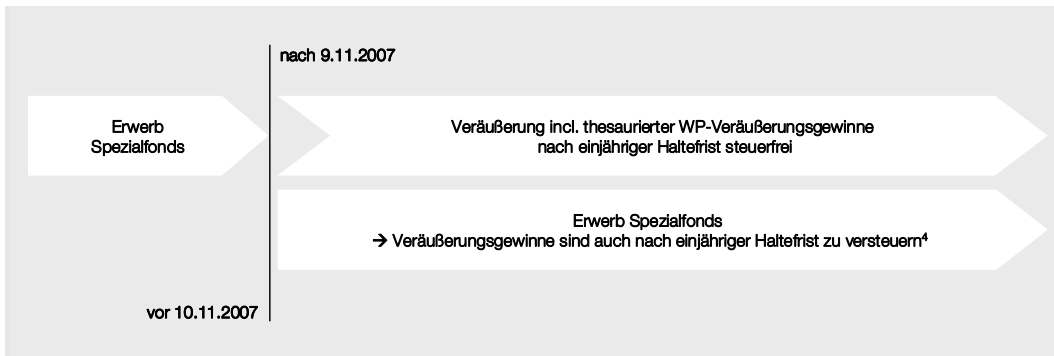 nach 9.11.2007
Erwerb
Spezialfonds
Veräußerung incl. thesaurierter WP-Veräußerungsgewinne
nach einjähriger Haltefrist steuerfrei
Erwerb Spezialfonds
→ Veräußerungsgewinne sind auch nach einjähriger Haltefrist zu versteuern⁴
vor 10.11.2007